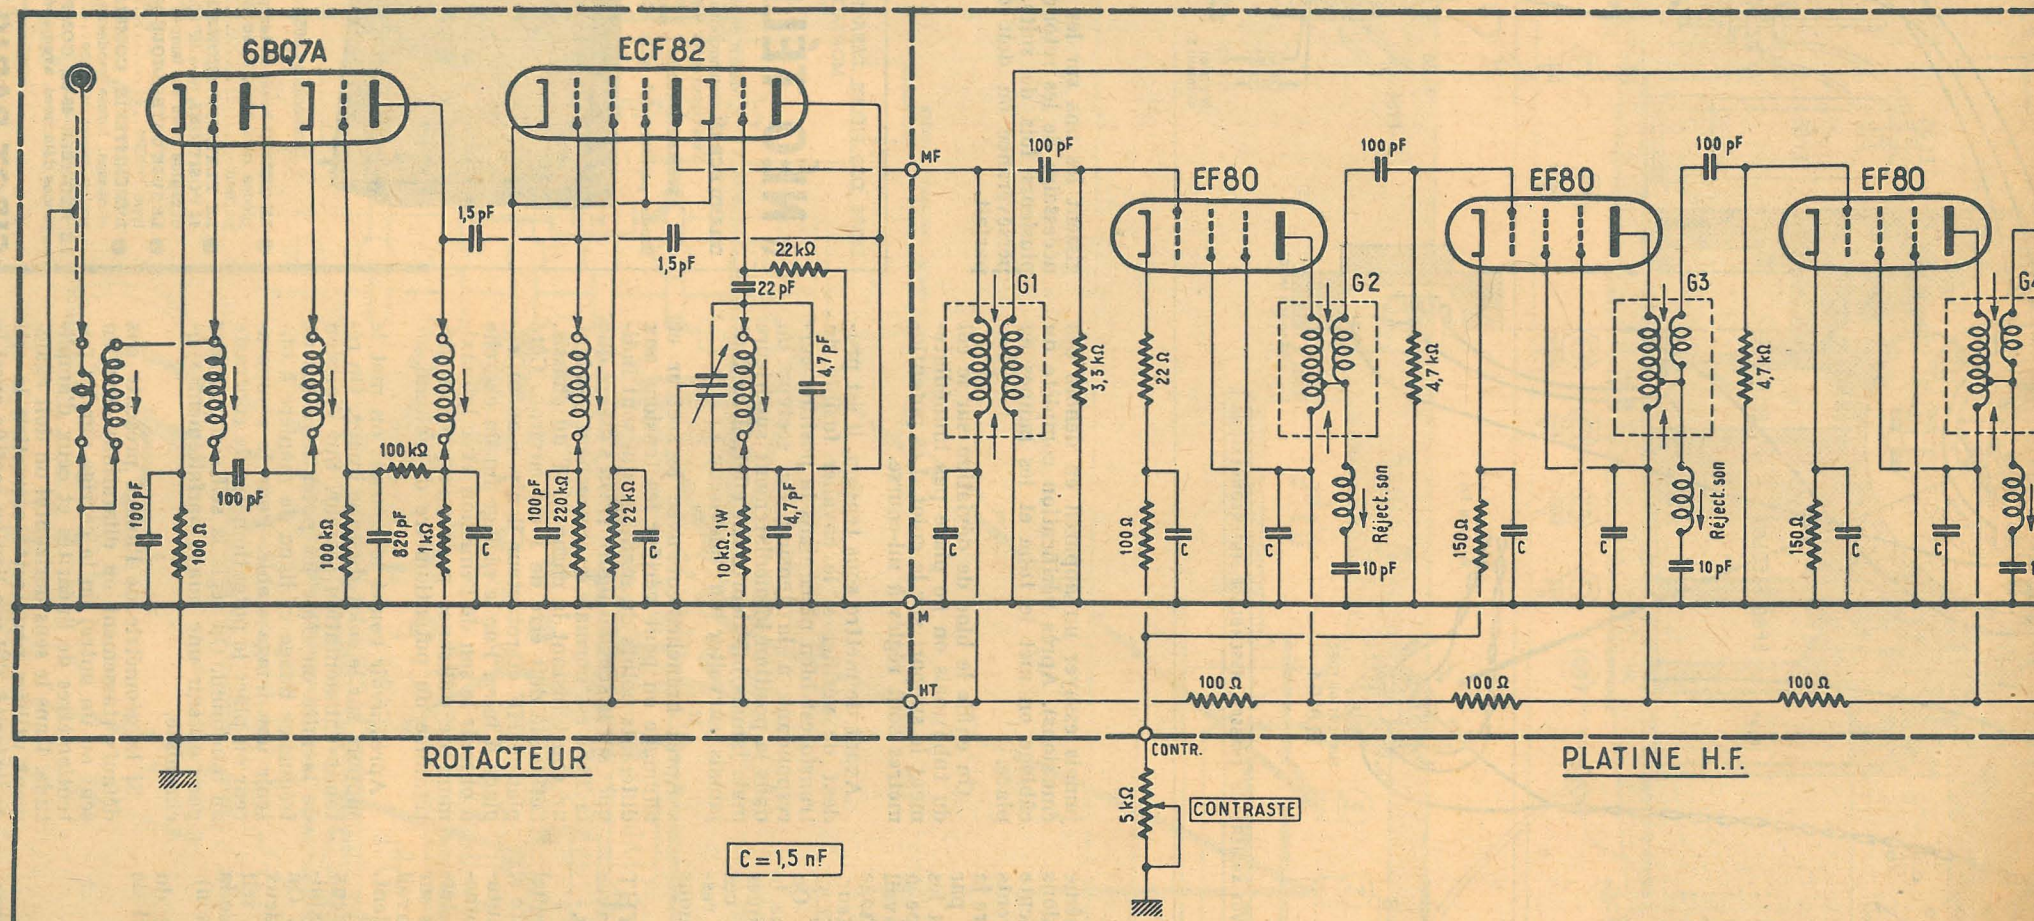 6BQ7A
ECF82
MF
100 pF
EF80
100 pF
EF80
100 pF
EF80
1,5 pF
1,5 pF
22 kΩ
22 pF
4,7 pF
G1
3,3 kΩ
22 Ω
G2
4,7 kΩ
G3
4,7 kΩ
G4
100 kΩ
100 pF
100 pF
100 Ω
100 kΩ
820 pF
1 kΩ
C
100 pF
220 kΩ
22 kΩ
C
10 kΩ. 1W
4,7 pF
C
100 Ω
C
C
Réject. son
10 pF
150 Ω
C
C
Réject. son
10 pF
150 Ω
C
C
M
HT
100 Ω
100 Ω
100 Ω
ROTACTEUR
CONTR.
PLATINE H.F.
5 kΩ
CONTRASTE
C = 1,5 nF